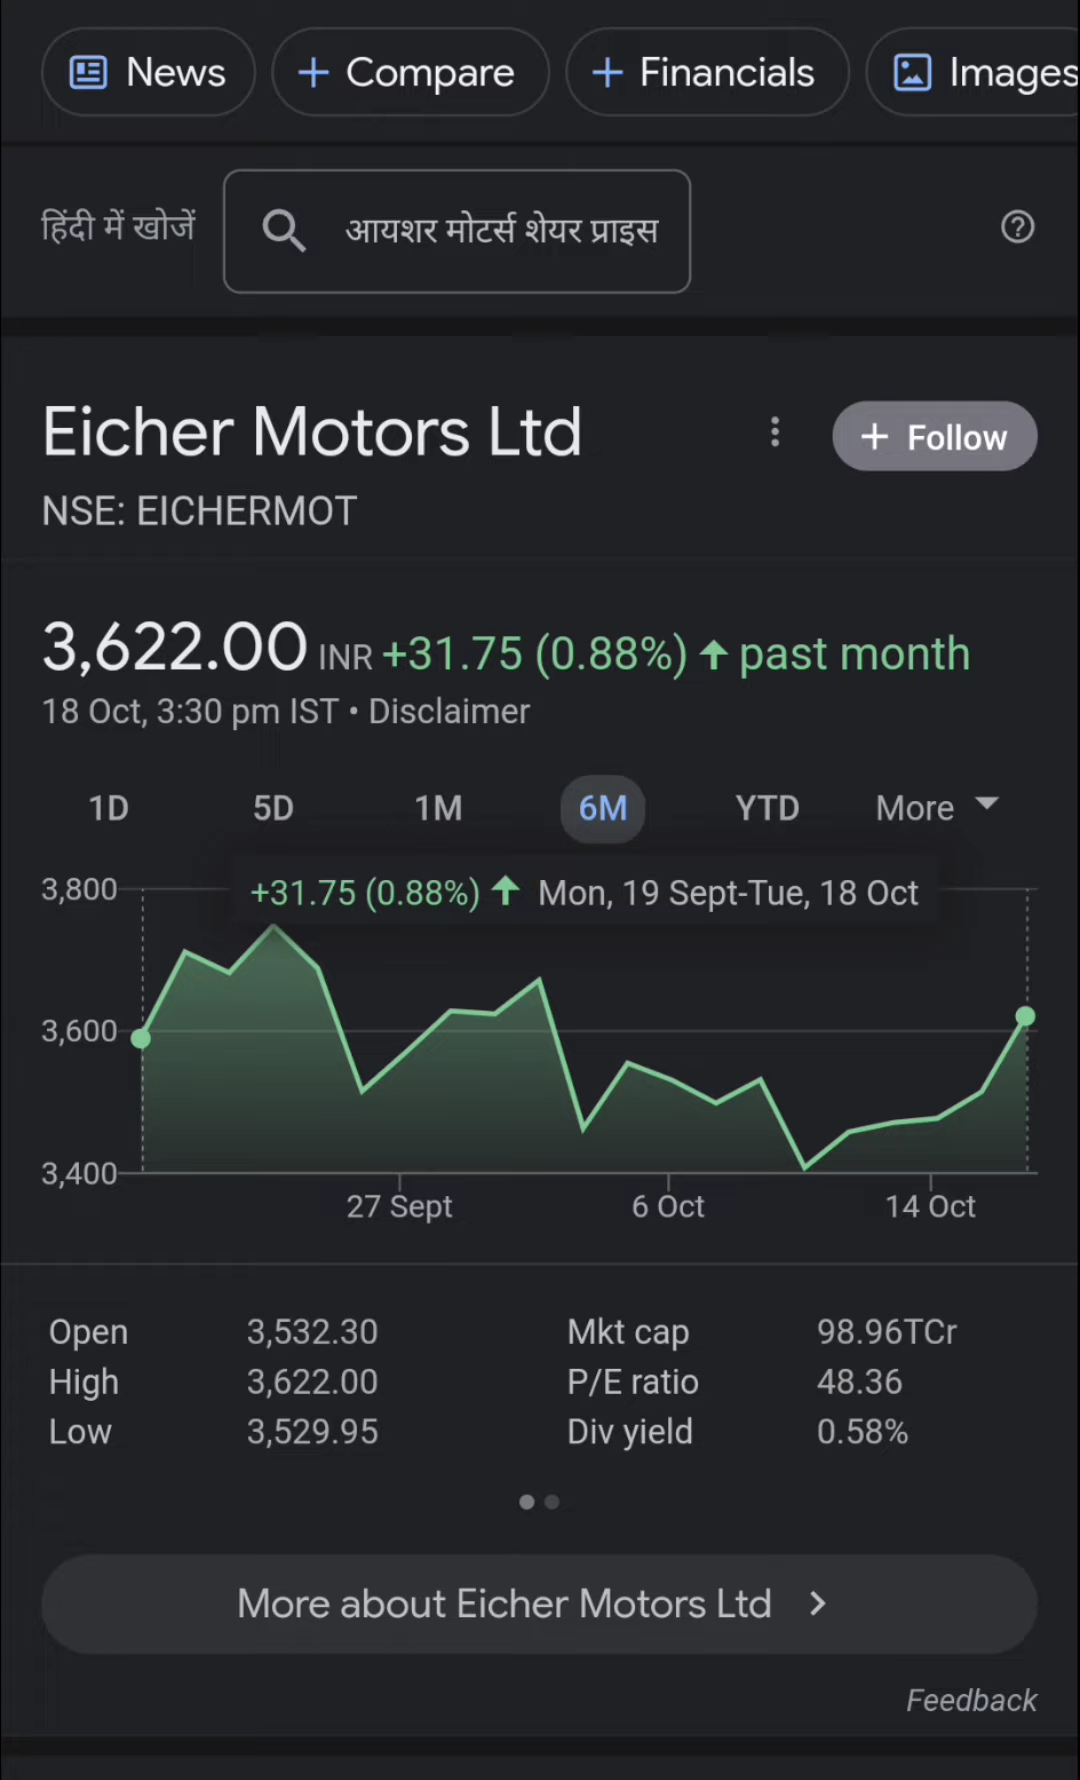 News Compare Financials Images
हिंदी में खोजें आयशर मोटर्स शेयर प्राइस
Eicher Motors Ltd
+ Follow
NSE: EICHERMOT
3,622.00 INR +31.75 (0.88%) ↑ past month
18 Oct, 3:30 pm IST • Disclaimer
1D 5D 1M 6M YTD More
+31.75 (0.88%) ↑ Mon, 19 Sept-Tue, 18 Oct
3,800
3,600
3,400
27 Sept 6 Oct 14 Oct
Open 3,532.30 Mkt cap 98.96TCr
High 3,622.00 P/E ratio 48.36
Low 3,529.95 Div yield 0.58%
More about Eicher Motors Ltd
Feedback